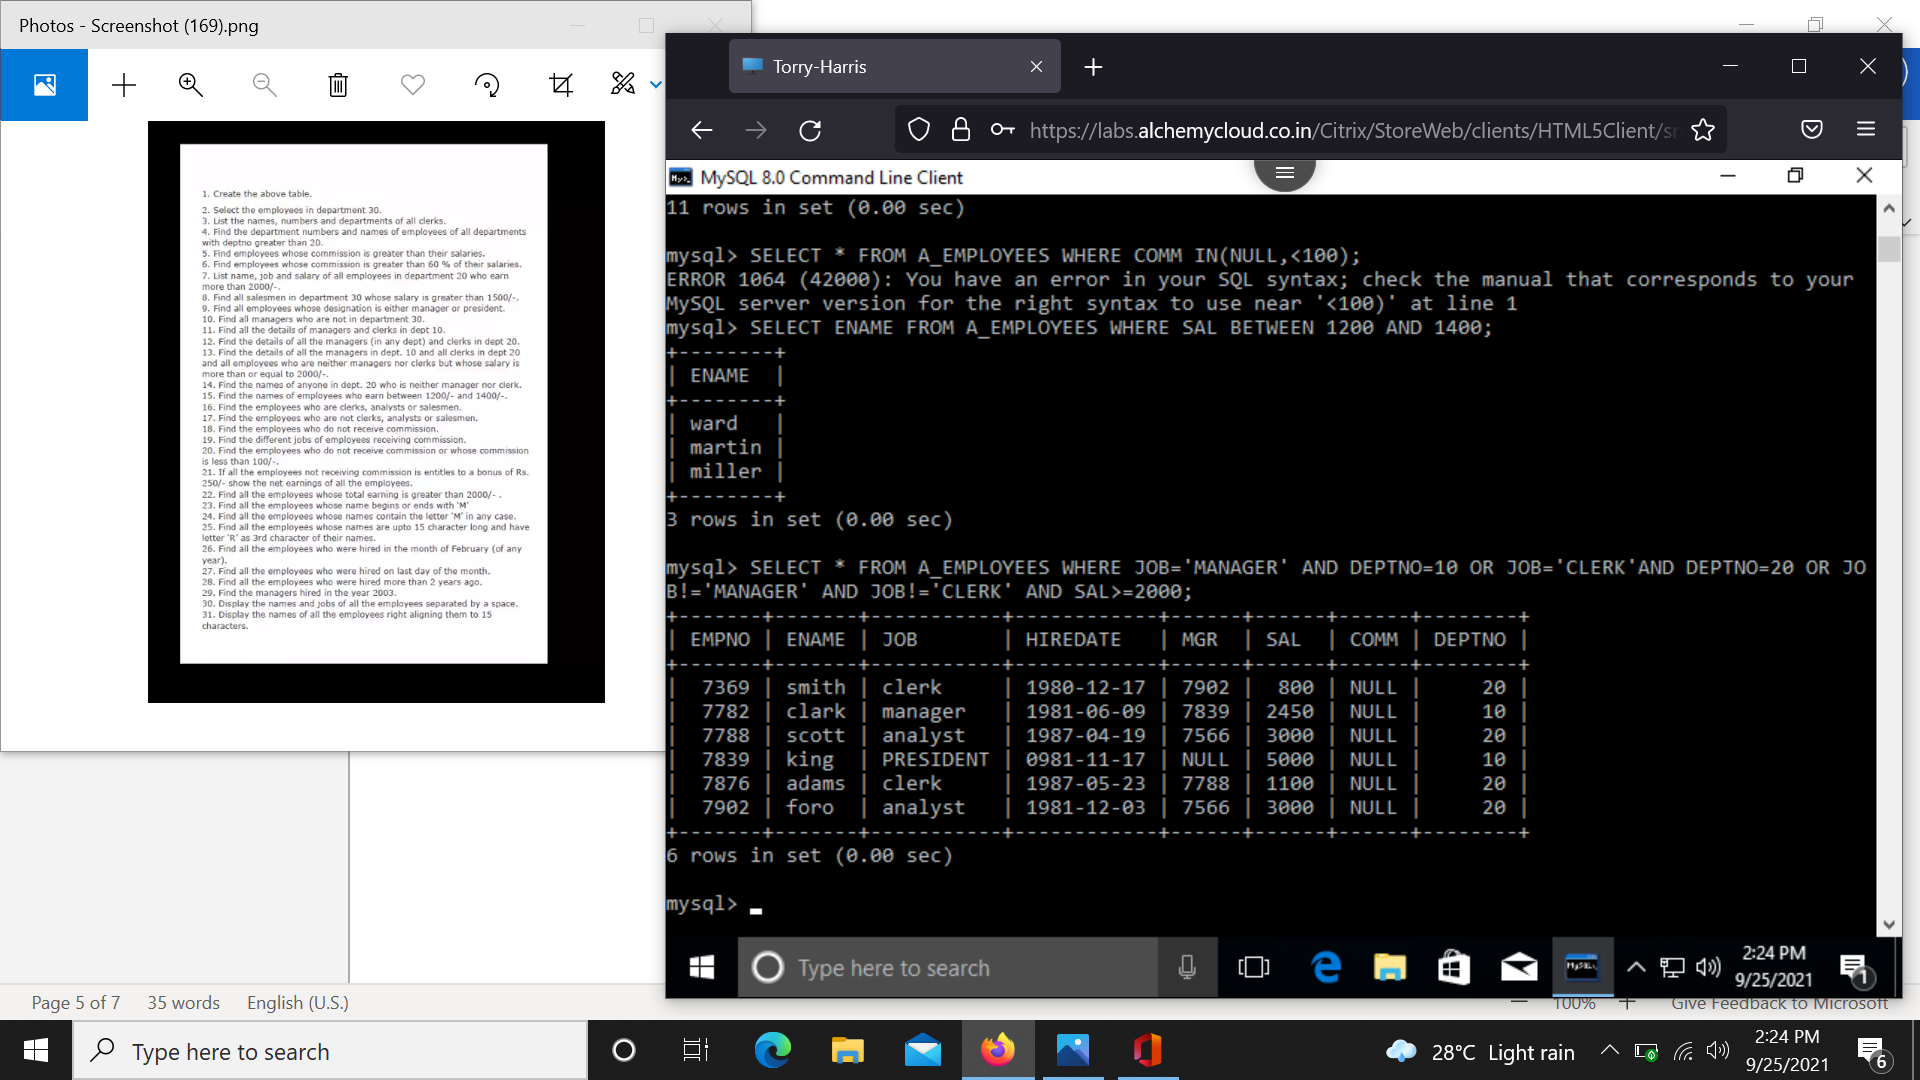 Photos - Screenshot (169).png
1. Create the above table.
2. Select the employees in department 30.
3. List the names, numbers and departments of all clerks.
4. Find the department numbers and names of employees of all departments
with deptno greater than 20.
5. Find employees whose commission is greater than their salaries.
6. Find employees whose commission is greater than 60 % of their salaries.
7. List name, job and salary of all employees in department 20 who earn
more than 2000/-.
8. Find all salesmen in department 30 whose salary is greater than 1500/-.
9. Find all employees whose designation is either manager or president.
10. Find all managers who are not in department 30.
11. Find all the details of managers and clerks in dept 10.
12. Find the details of all the managers (in any dept) and clerks in dept 20.
13. Find the details of all the managers in dept. 10 and all clerks in dept 20
and all employees who are neither managers nor clerks but whose salary is
more than or equal to 2000/-.
14. Find the names of anyone in dept. 20 who is neither manager nor clerk.
15. Find the names of employees who earn between 1200/- and 1400/-.
16. Find the employees who are clerks, analysts or salesmen.
17. Find the employees who are not clerks, analysts or salesmen.
18. Find the employees who do not receive commission.
19. Find the different jobs of employees receiving commission.
20. Find the employees who do not receive commission or whose commission
is less than 100/-.
21. If all the employees not receiving commission is entitles to a bonus of Rs.
250/- show the net earnings of all the employees.
22. Find all the employees whose total earning is greater than 2000/- .
23. Find all the employees whose name begins or ends with 'M'
24. Find all the employees whose names contain the letter 'M' in any case.
25. Find all the employees whose names are upto 15 character long and have
letter 'R' as 3rd character of their names.
26. Find all the employees who were hired in the month of February (of any
year).
27. Find all the employees who were hired on last day of the month.
28. Find all the employees who were hired more than 2 years ago.
29. Find the managers hired in the year 2003.
30. Display the names and jobs of all the employees separated by a space.
31. Display the names of all the employees right aligning them to 15
characters.
Torry-Harris
https://labs.alchemycloud.co.in/Citrix/StoreWeb/clients/HTML5Client/sr
MySQL 8.0 Command Line Client
11 rows in set (0.00 sec)
mysql> SELECT * FROM A_EMPLOYEES WHERE COMM IN(NULL,<100);
ERROR 1064 (42000): You have an error in your SQL syntax; check the manual that corresponds to your
MySQL server version for the right syntax to use near '<100)' at line 1
mysql> SELECT ENAME FROM A_EMPLOYEES WHERE SAL BETWEEN 1200 AND 1400;
+--------+
| ENAME  |
+--------+
| ward   |
| martin |
| miller |
+--------+
3 rows in set (0.00 sec)
mysql> SELECT * FROM A_EMPLOYEES WHERE JOB='MANAGER' AND DEPTNO=10 OR JOB='CLERK'AND DEPTNO=20 OR JO
B!='MANAGER' AND JOB!='CLERK' AND SAL>=2000;
+-------+-------+-----------+------------+------+------+------+--------+
| EMPNO | ENAME | JOB       | HIREDATE   | MGR  | SAL  | COMM | DEPTNO |
+-------+-------+-----------+------------+------+------+------+--------+
|  7369 | smith | clerk     | 1980-12-17 | 7902 |  800 | NULL |     20 |
|  7782 | clark | manager   | 1981-06-09 | 7839 | 2450 | NULL |     10 |
|  7788 | scott | analyst   | 1987-04-19 | 7566 | 3000 | NULL |     20 |
|  7839 | king  | PRESIDENT | 0981-11-17 | NULL | 5000 | NULL |     10 |
|  7876 | adams | clerk     | 1987-05-23 | 7788 | 1100 | NULL |     20 |
|  7902 | foro  | analyst   | 1981-12-03 | 7566 | 3000 | NULL |     20 |
+-------+-------+-----------+------------+------+------+------+--------+
6 rows in set (0.00 sec)
mysql>
Type here to search
MySQL
2:24 PM
9/25/2021
1
Page 5 of 7
35 words
English (U.S.)
100%
Give Feedback to Microsoft
Type here to search
28°C Light rain
2:24 PM
9/25/2021
6